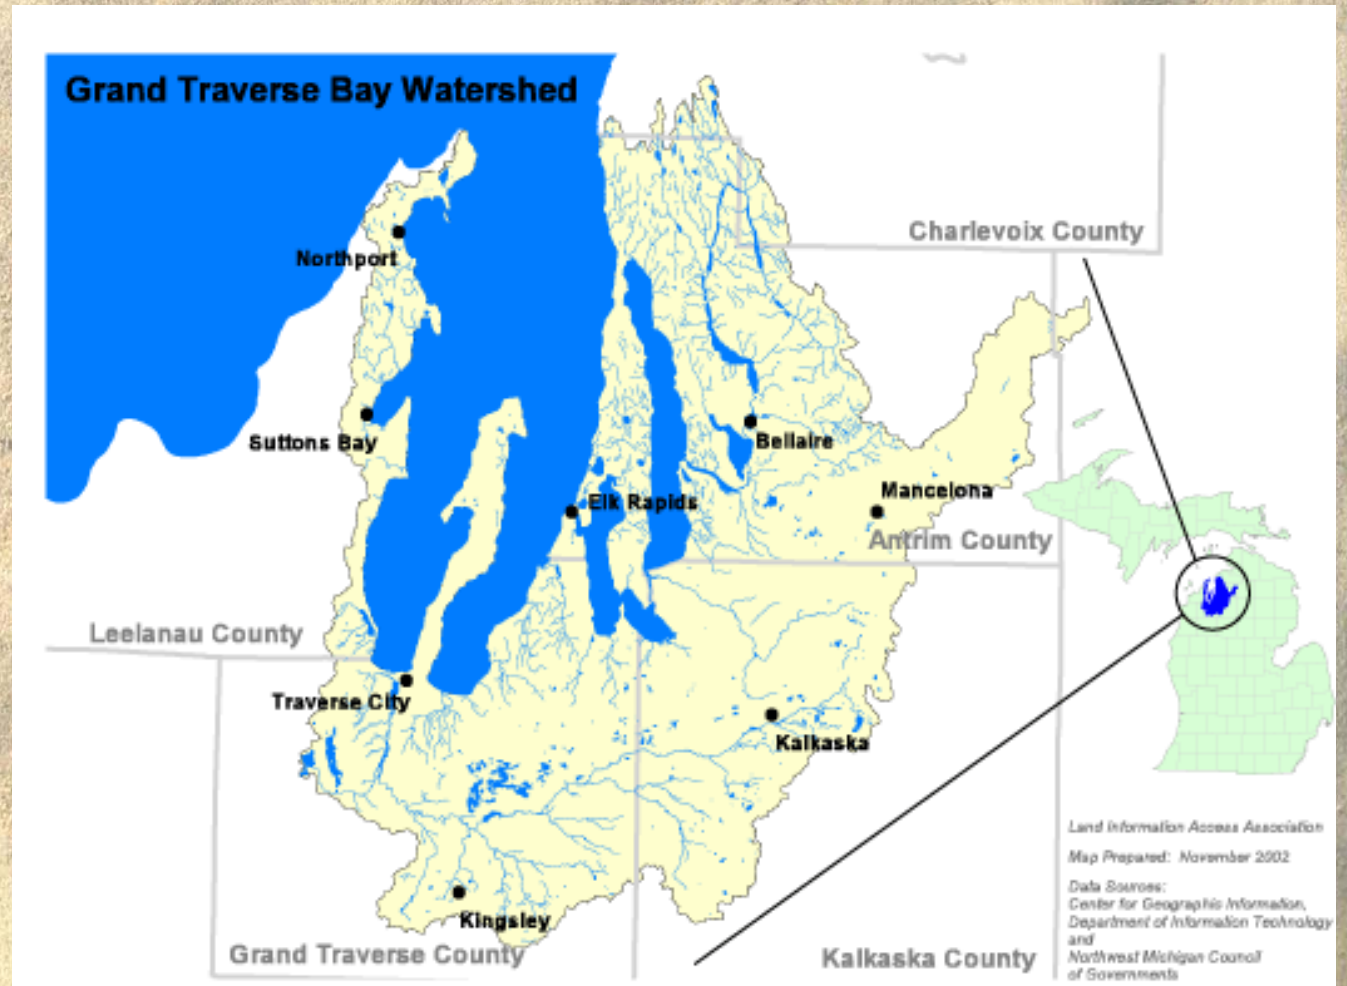 Grand Traverse Bay Watershed
Charlevoix County
Northport
Suttons Bay
Bellaire
Elk Rapids
Mancelona
Antrim County
Leelanau County
Traverse City
Kalkaska
Kingsley
Grand Traverse County
Kalkaska County
Land Information Access Association
Map Prepared: November 2002
Data Sources:
Center for Geographic Information,
Department of Information Technology
and
Northwest Michigan Council
of Governments